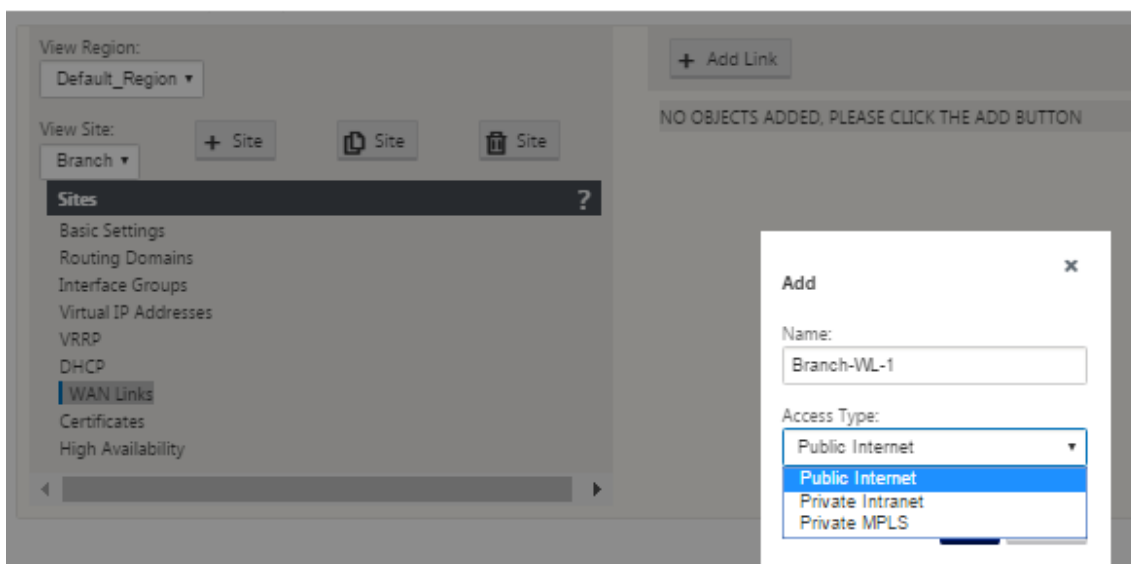 View Region:
Default_Region ▾
View Site:
Branch ▾
+ Site
Site
Site
Sites ?
Basic Settings
Routing Domains
Interface Groups
Virtual IP Addresses
VRRP
DHCP
WAN Links
Certificates
High Availability
+ Add Link
NO OBJECTS ADDED, PLEASE CLICK THE ADD BUTTON
×
Add
Name:
Branch-WL-1
Access Type:
Public Internet ▾
Public Internet
Private Intranet
Private MPLS